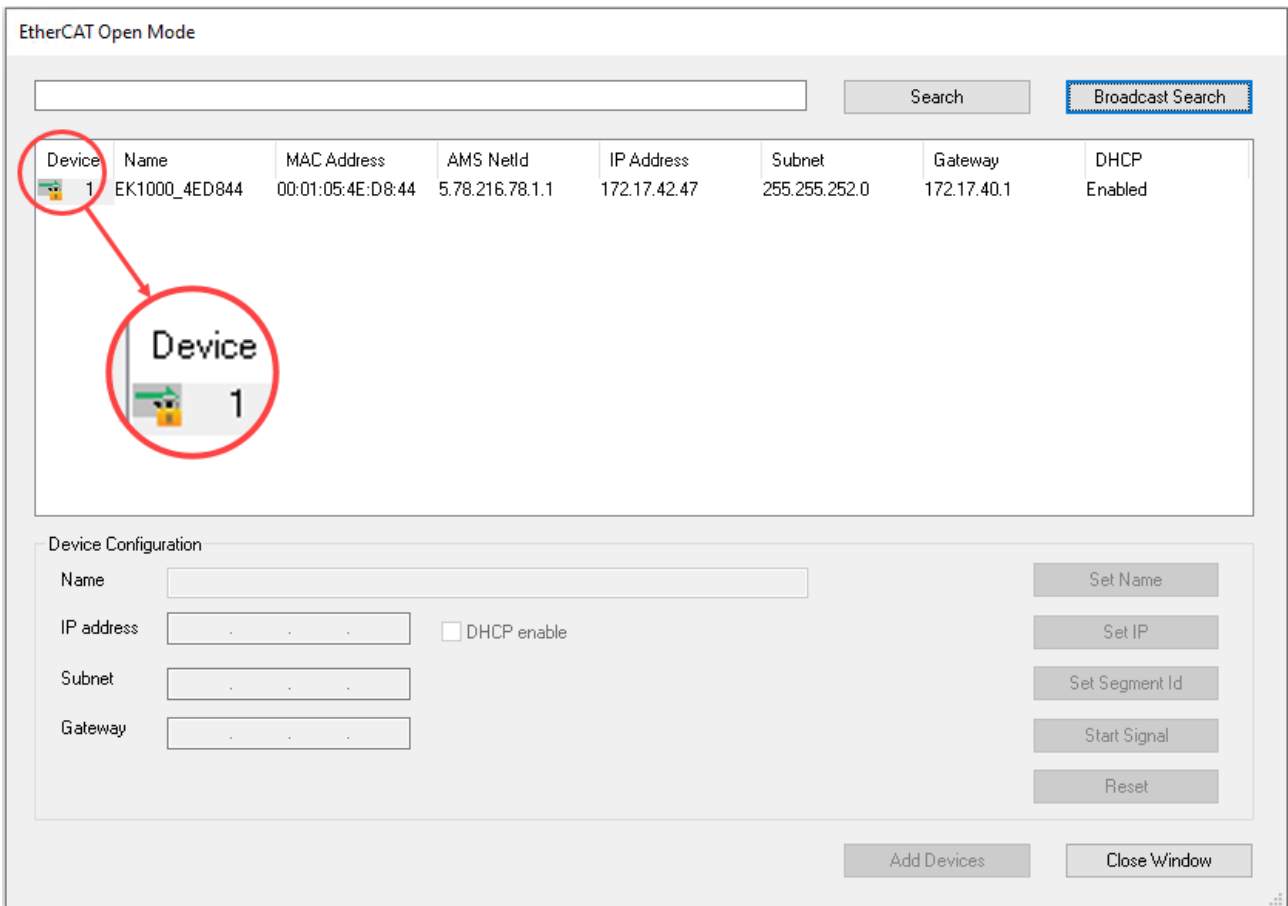 EtherCAT Open Mode
Search Broadcast Search
Device Name MAC Address AMS NetId IP Address Subnet Gateway DHCP
1 EK1000_4ED844 00:01:05:4E:D8:44 5.78.216.78.1.1 172.17.42.47 255.255.252.0 172.17.40.1 Enabled
Device
1
Device Configuration
Name Set Name
IP address . . . DHCP enable Set IP
Subnet . . . Set Segment Id
Gateway . . . Start Signal
Reset
Add Devices Close Window